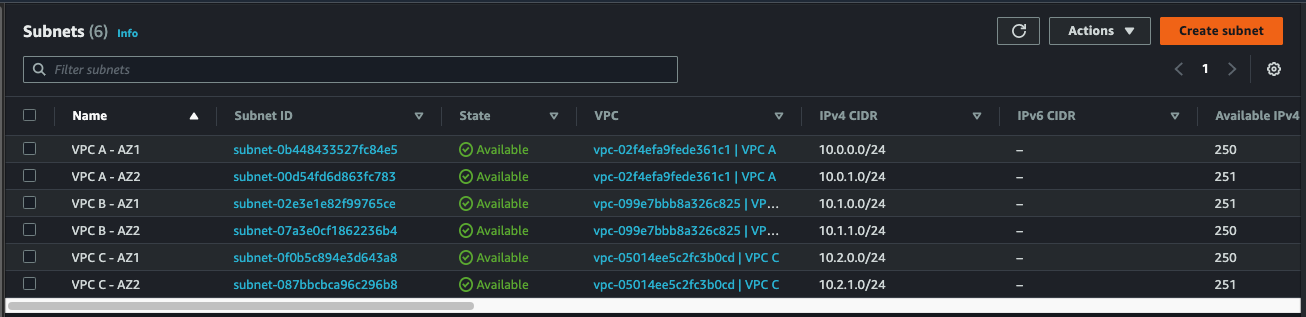 Subnets (6) Info Actions Create subnet
Filter subnets 1
Name Subnet ID State VPC IPv4 CIDR IPv6 CIDR Available IPv4
VPC A - AZ1 subnet-0b448433527fc84e5 Available vpc-02f4efa9fede361c1 | VPC A 10.0.0.0/24 – 250
VPC A - AZ2 subnet-00d54fd6d863fc783 Available vpc-02f4efa9fede361c1 | VPC A 10.0.1.0/24 – 251
VPC B - AZ1 subnet-02e3e1e82f99765ce Available vpc-099e7bbb8a326c825 | VP... 10.1.0.0/24 – 251
VPC B - AZ2 subnet-07a3e0cf1862236b4 Available vpc-099e7bbb8a326c825 | VP... 10.1.1.0/24 – 250
VPC C - AZ1 subnet-0f0b5c894e3d643a8 Available vpc-05014ee5c2fc3b0cd | VPC C 10.2.0.0/24 – 250
VPC C - AZ2 subnet-087bbcbca96c296b8 Available vpc-05014ee5c2fc3b0cd | VPC C 10.2.1.0/24 – 251